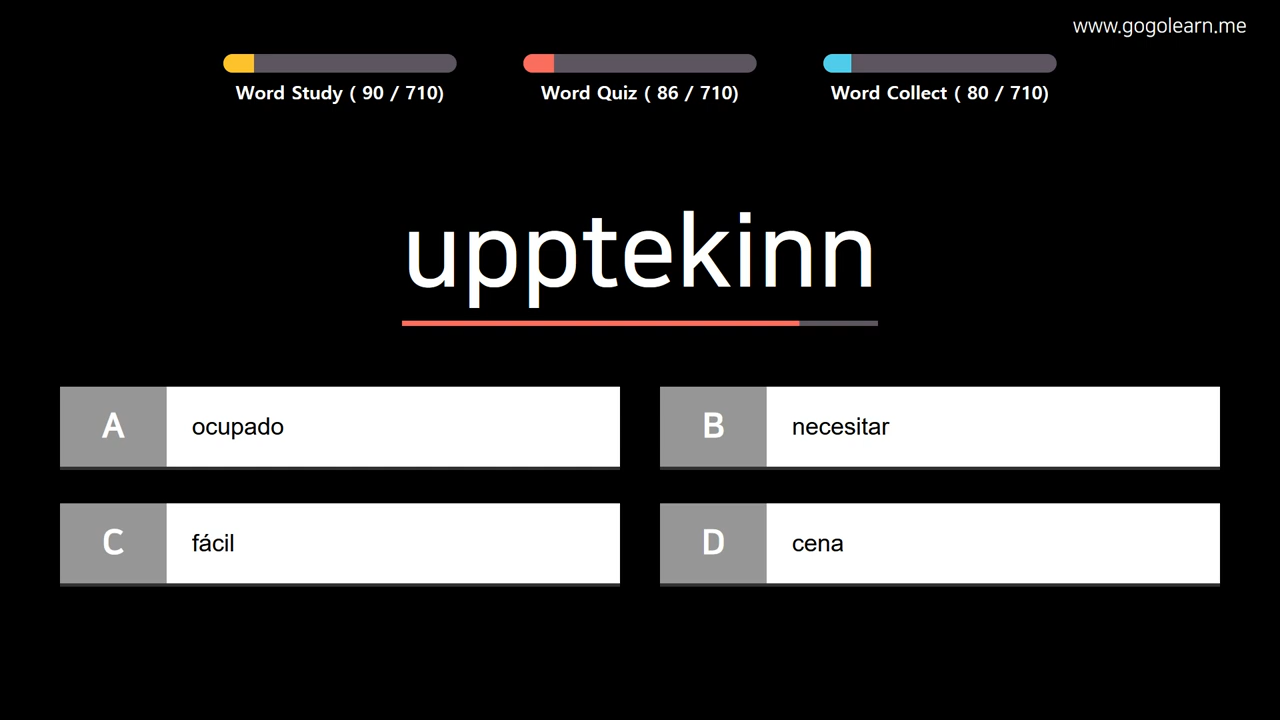 www.gogolearn.me
Word Study ( 90 / 710)
Word Quiz ( 86 / 710)
Word Collect ( 80 / 710)
upptekinn
A
ocupado
B
necesitar
C
fácil
D
cena